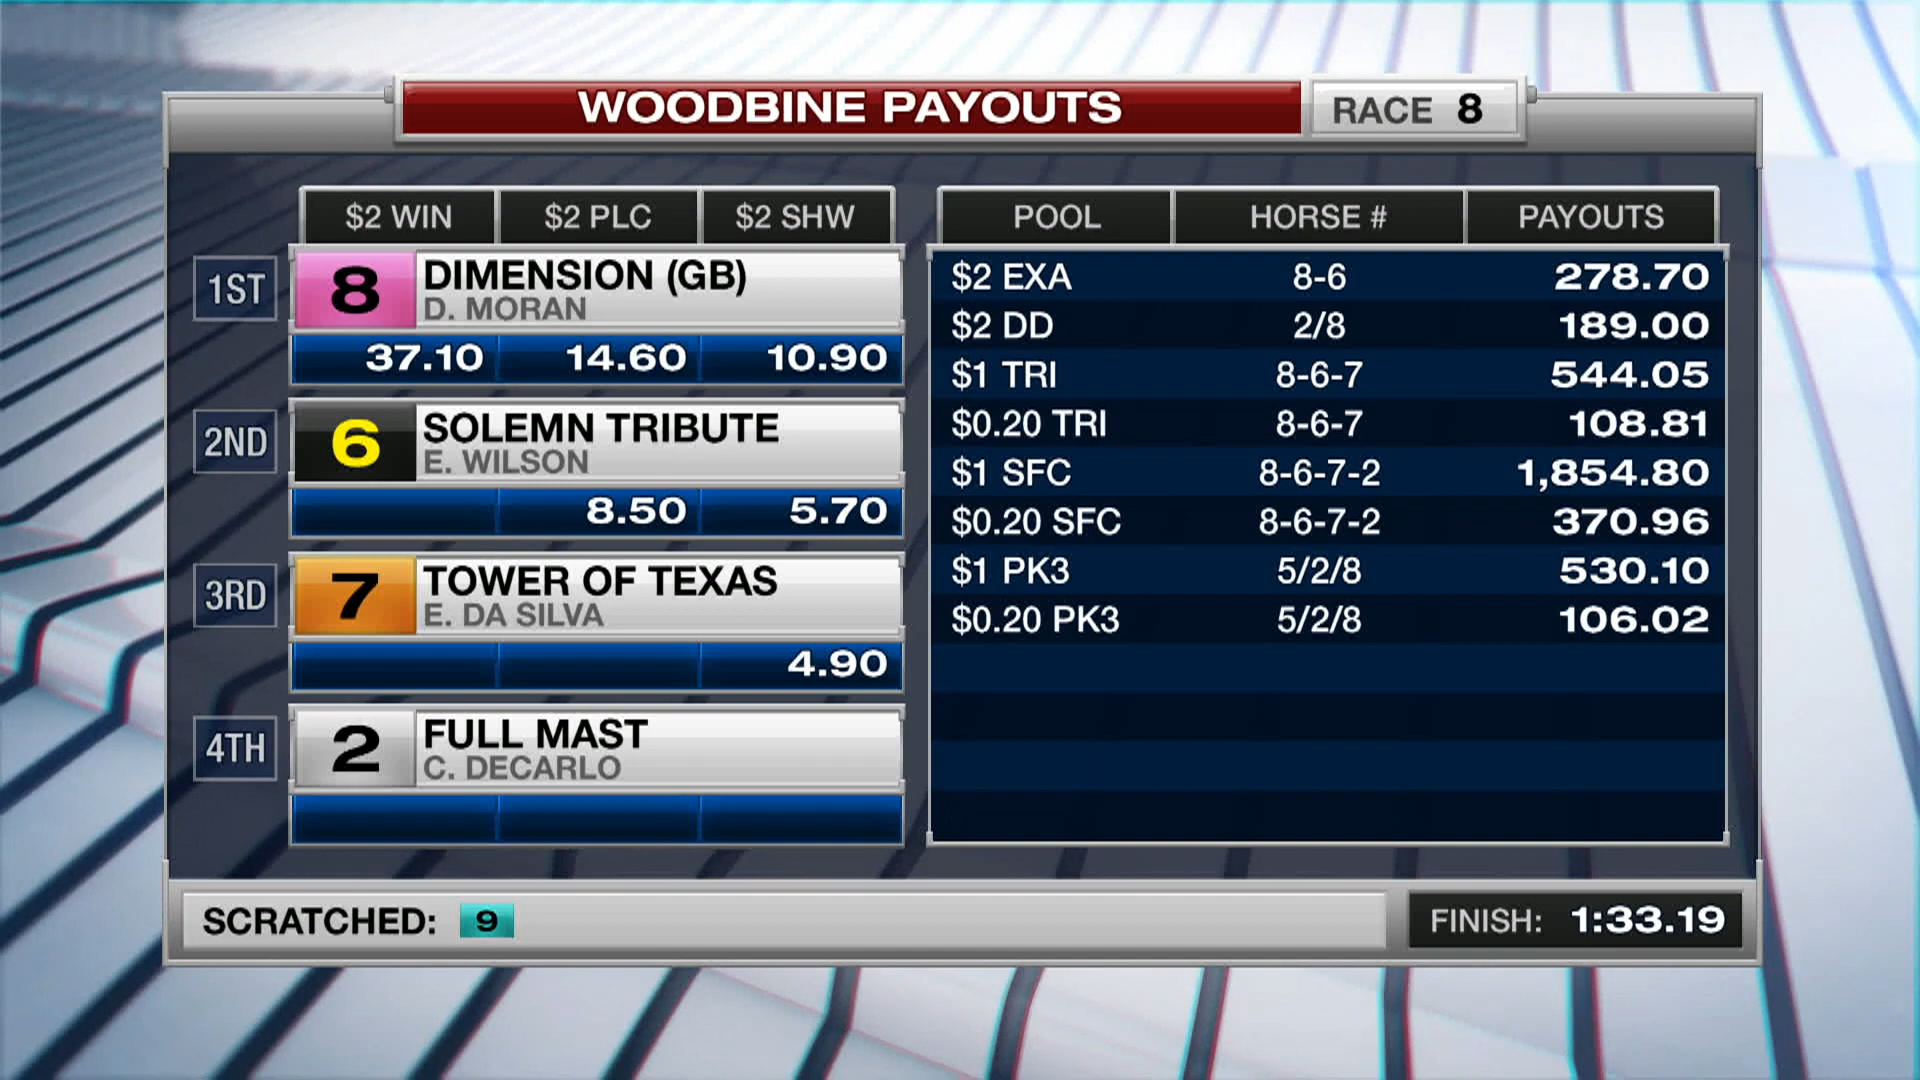 WOODBINE PAYOUTS
RACE 8
$2 WIN $2 PLC $2 SHW
1ST 8 DIMENSION (GB)
D. MORAN
37.10 14.60 10.90
2ND 6 SOLEMN TRIBUTE
E. WILSON
8.50 5.70
3RD 7 TOWER OF TEXAS
E. DA SILVA
4.90
4TH 2 FULL MAST
C. DECARLO
POOL HORSE # PAYOUTS
$2 EXA 8-6 278.70
$2 DD 2/8 189.00
$1 TRI 8-6-7 544.05
$0.20 TRI 8-6-7 108.81
$1 SFC 8-6-7-2 1,854.80
$0.20 SFC 8-6-7-2 370.96
$1 PK3 5/2/8 530.10
$0.20 PK3 5/2/8 106.02
SCRATCHED: 9
FINISH: 1:33.19